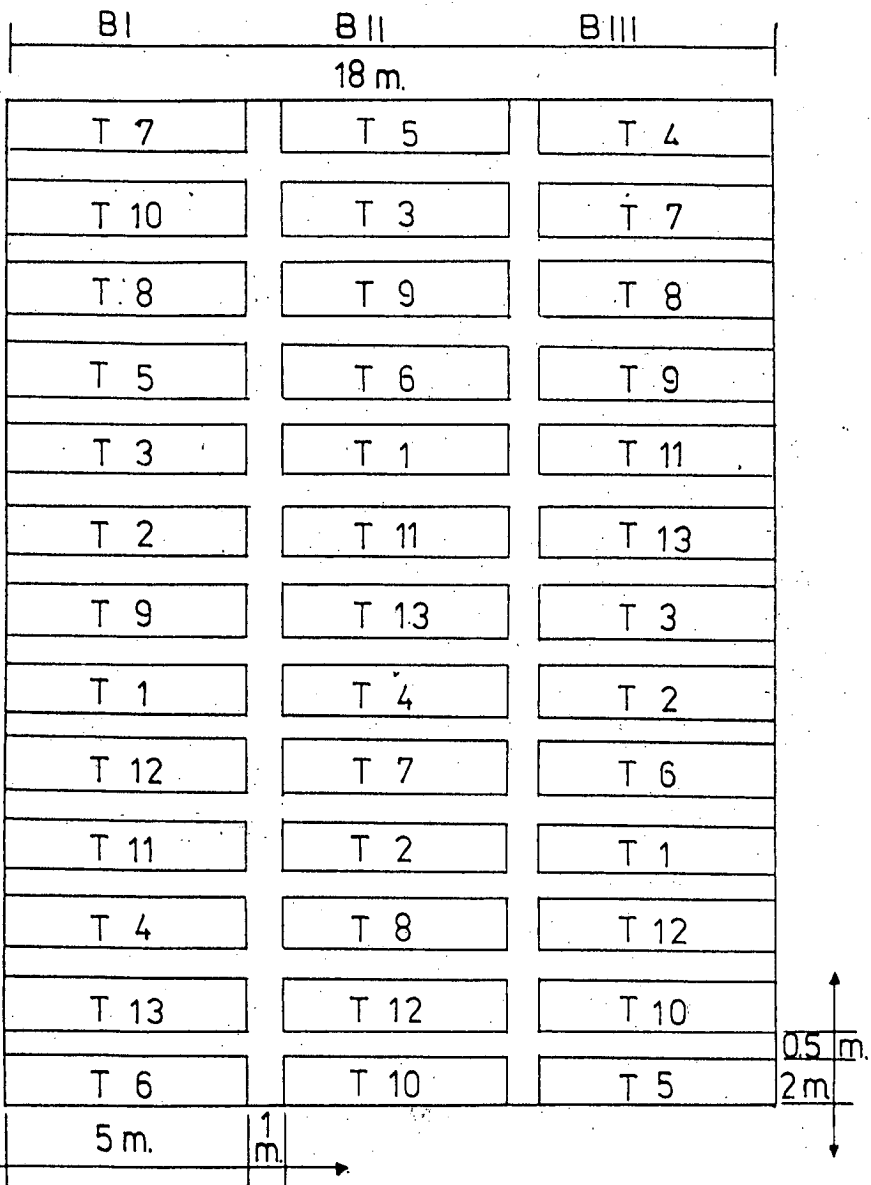 BI BII BIII
18 m.
T 7 T 5 T 4
T 10 T 3 T 7
T 8 T 9 T 8
T 5 T 6 T 9
T 3 T 1 T 11
T 2 T 11 T 13
T 9 T 13 T 3
T 1 T 4 T 2
T 12 T 7 T 6
T 11 T 2 T 1
T 4 T 8 T 12
T 13 T 12 T 10
0.5 m.
T 6 T 10 T 5 2 m
5 m. 1 m.